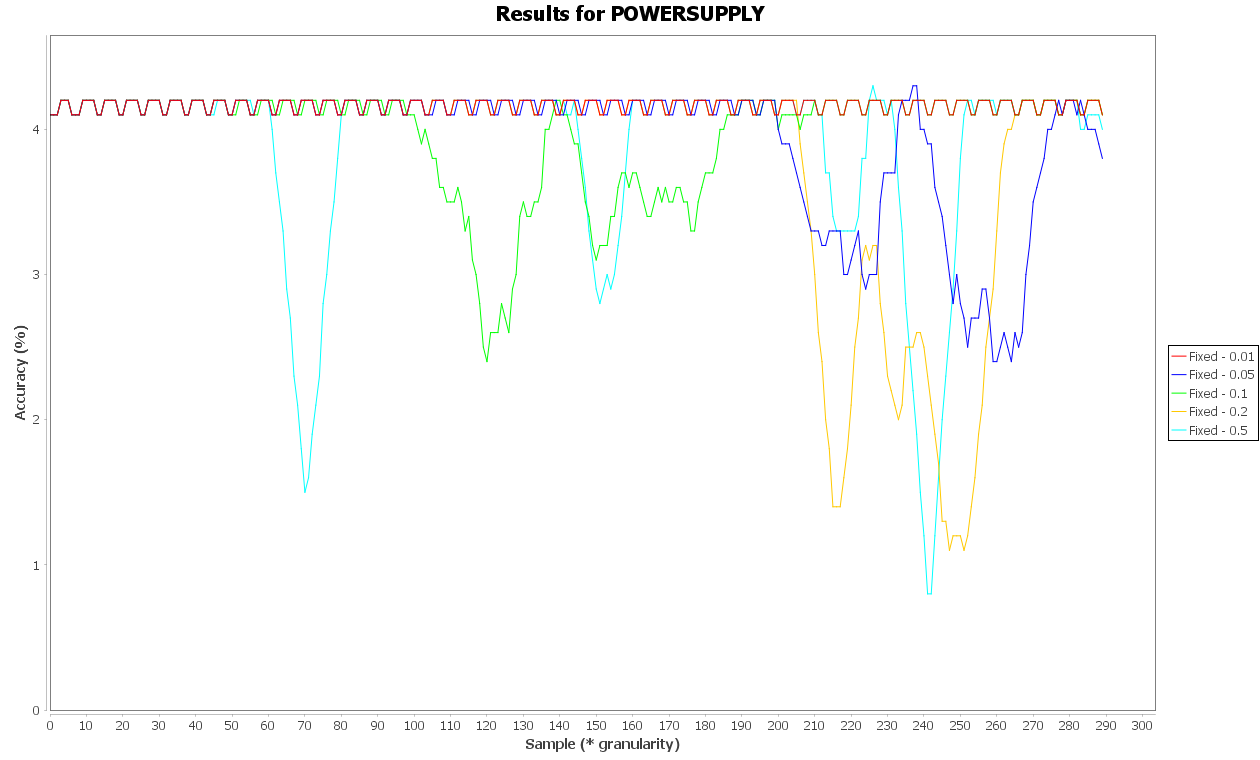 Results for POWERSUPPLY
Accuracy (%)
4
3
2
1
0
0 10 20 30 40 50 60 70 80 90 100 110 120 130 140 150 160 170 180 190 200 210 220 230 240 250 260 270 280 290 300
Sample (* granularity)
Fixed - 0.01
Fixed - 0.05
Fixed - 0.1
Fixed - 0.2
Fixed - 0.5